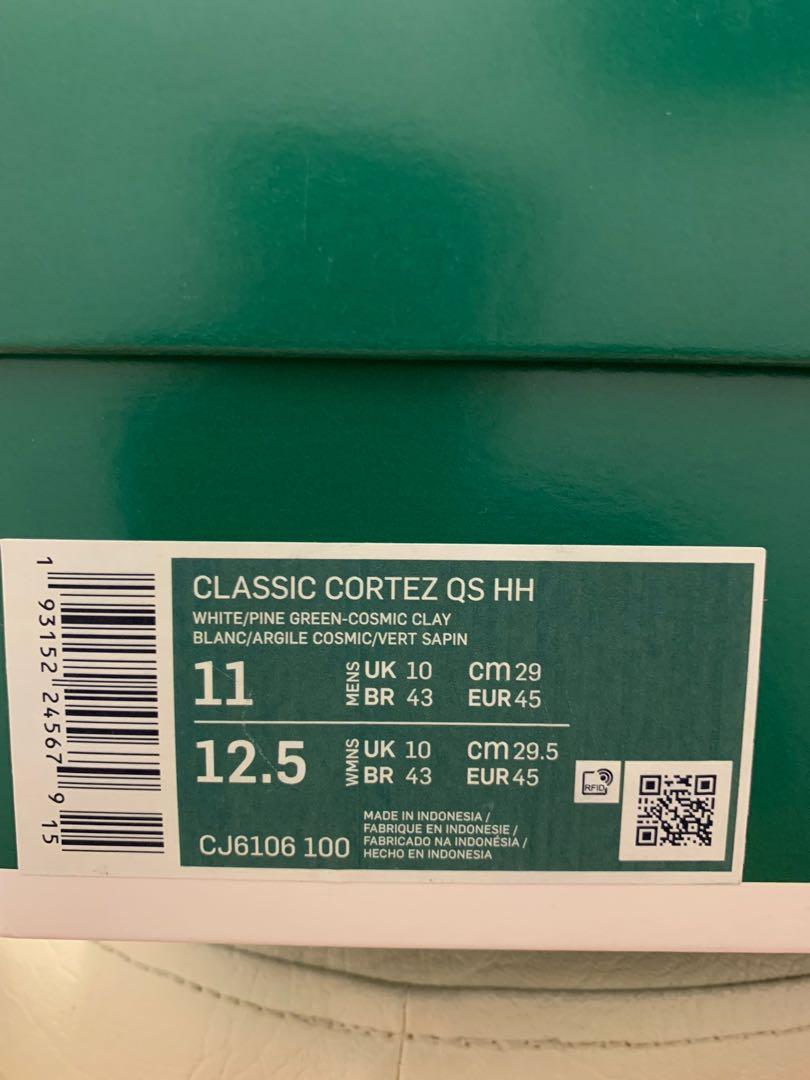 1 93152 24567 9 15
CLASSIC CORTEZ QS HH
WHITE/PINE GREEN-COSMIC CLAY
BLANC/ARGILE COSMIC/VERT SAPIN
11 MENS UK 10 cm 29
BR 43 EUR 45
12.5 WMNS UK 10 cm 29.5
BR 43 EUR 45
RFID
CJ6106 100
MADE IN INDONESIA /
FABRIQUE EN INDONESIE /
FABRICADO NA INDONÉSIA /
HECHO EN INDONESIA